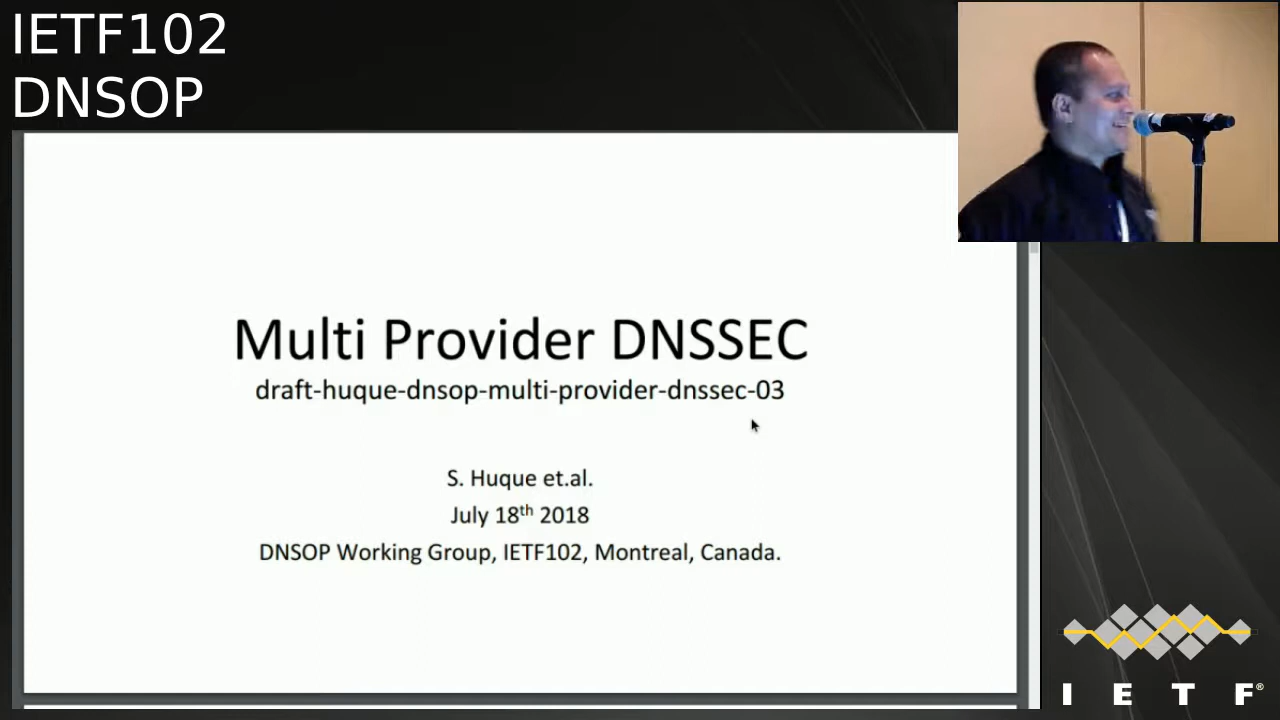 IETF102
DNSOP
Multi Provider DNSSEC
draft-huque-dnsop-multi-provider-dnssec-03
S. Huque et.al.
July 18th 2018
DNSOP Working Group, IETF102, Montreal, Canada.
I E T F®